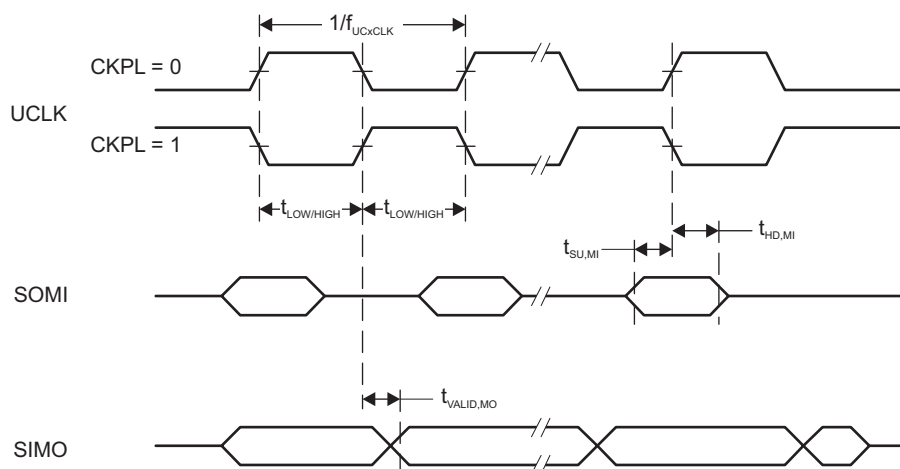 1/fUCxCLK
CKPL = 0
UCLK
CKPL = 1
tLOW/HIGH tLOW/HIGH
tSU,MI tHD,MI
SOMI
tVALID,MO
SIMO